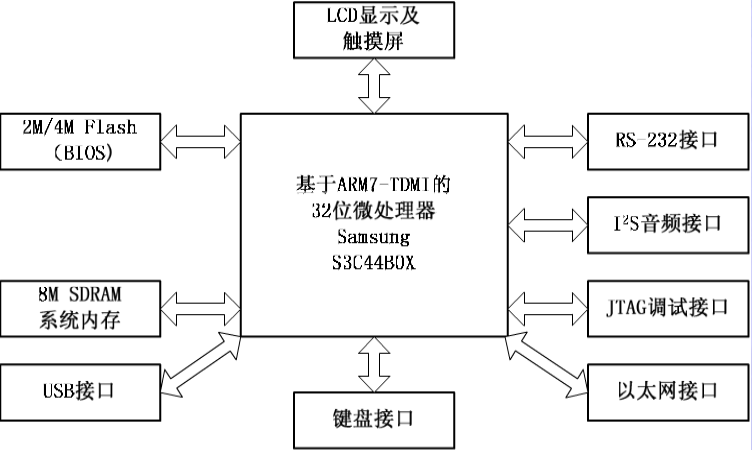 LCD显示及
触摸屏
2M/4M Flash
(BIOS)
RS-232接口
基于ARM7-TDMI的
32位微处理器
Samsung
S3C44B0X
I²S音频接口
8M SDRAM
系统内存
JTAG调试接口
USB接口
键盘接口
以太网接口